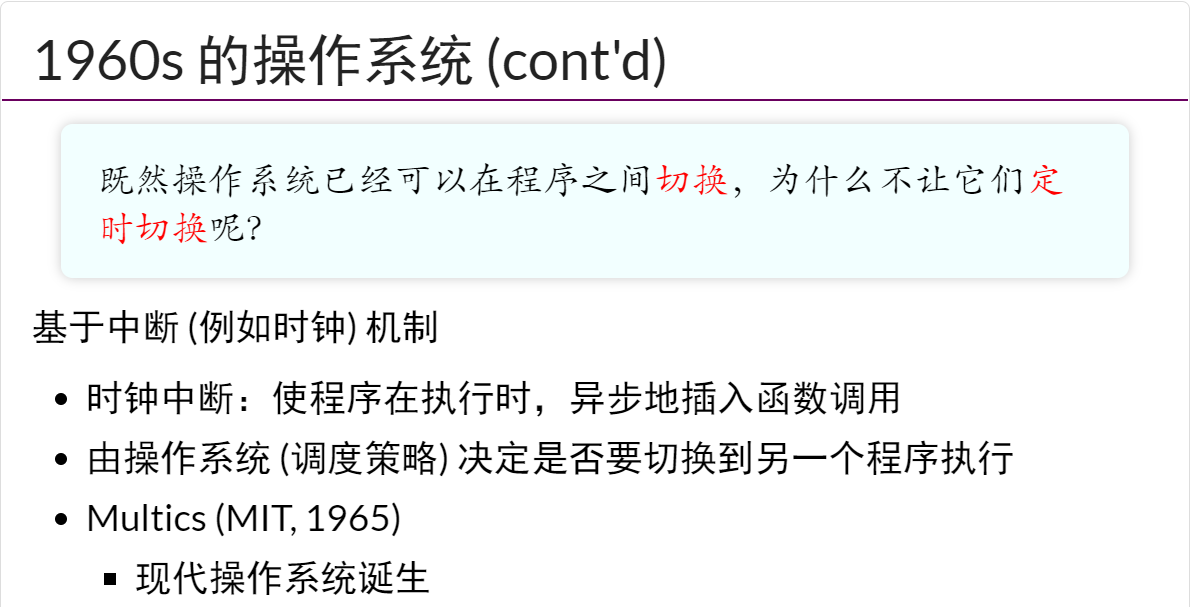 1960s 的操作系统 (cont'd)
既然操作系统已经可以在程序之间切换，为什么不让它们定
时切换呢？
基于中断 (例如时钟) 机制
时钟中断：使程序在执行时，异步地插入函数调用
由操作系统 (调度策略) 决定是否要切换到另一个程序执行
Multics (MIT, 1965)
现代操作系统诞生